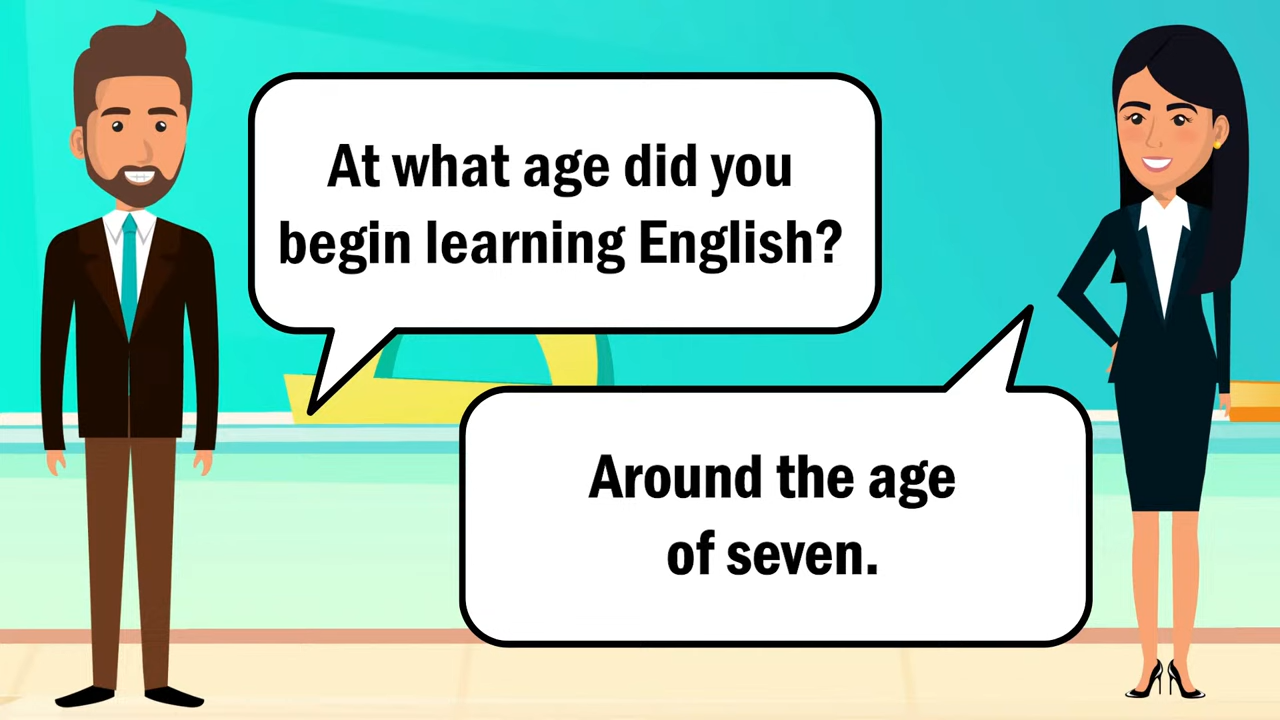 At what age did you
begin learning English?
Around the age
of seven.